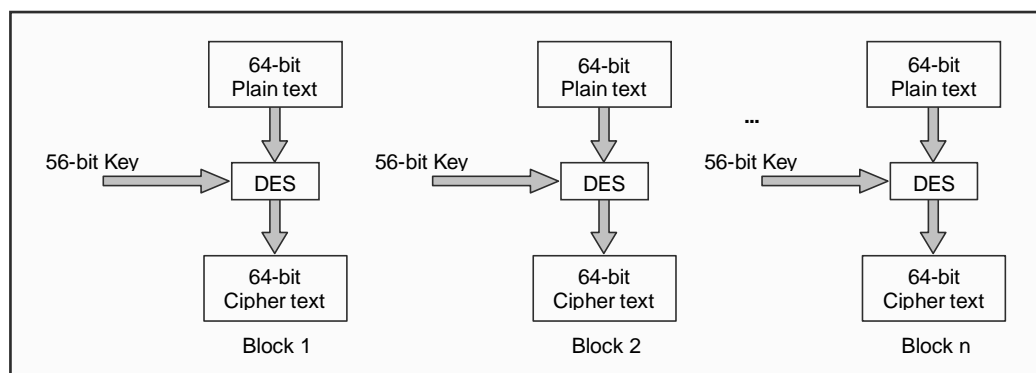 64-bit
Plain text
56-bit Key
DES
64-bit
Cipher text
Block 1
64-bit
Plain text
56-bit Key
DES
64-bit
Cipher text
Block 2
...
64-bit
Plain text
56-bit Key
DES
64-bit
Cipher text
Block n